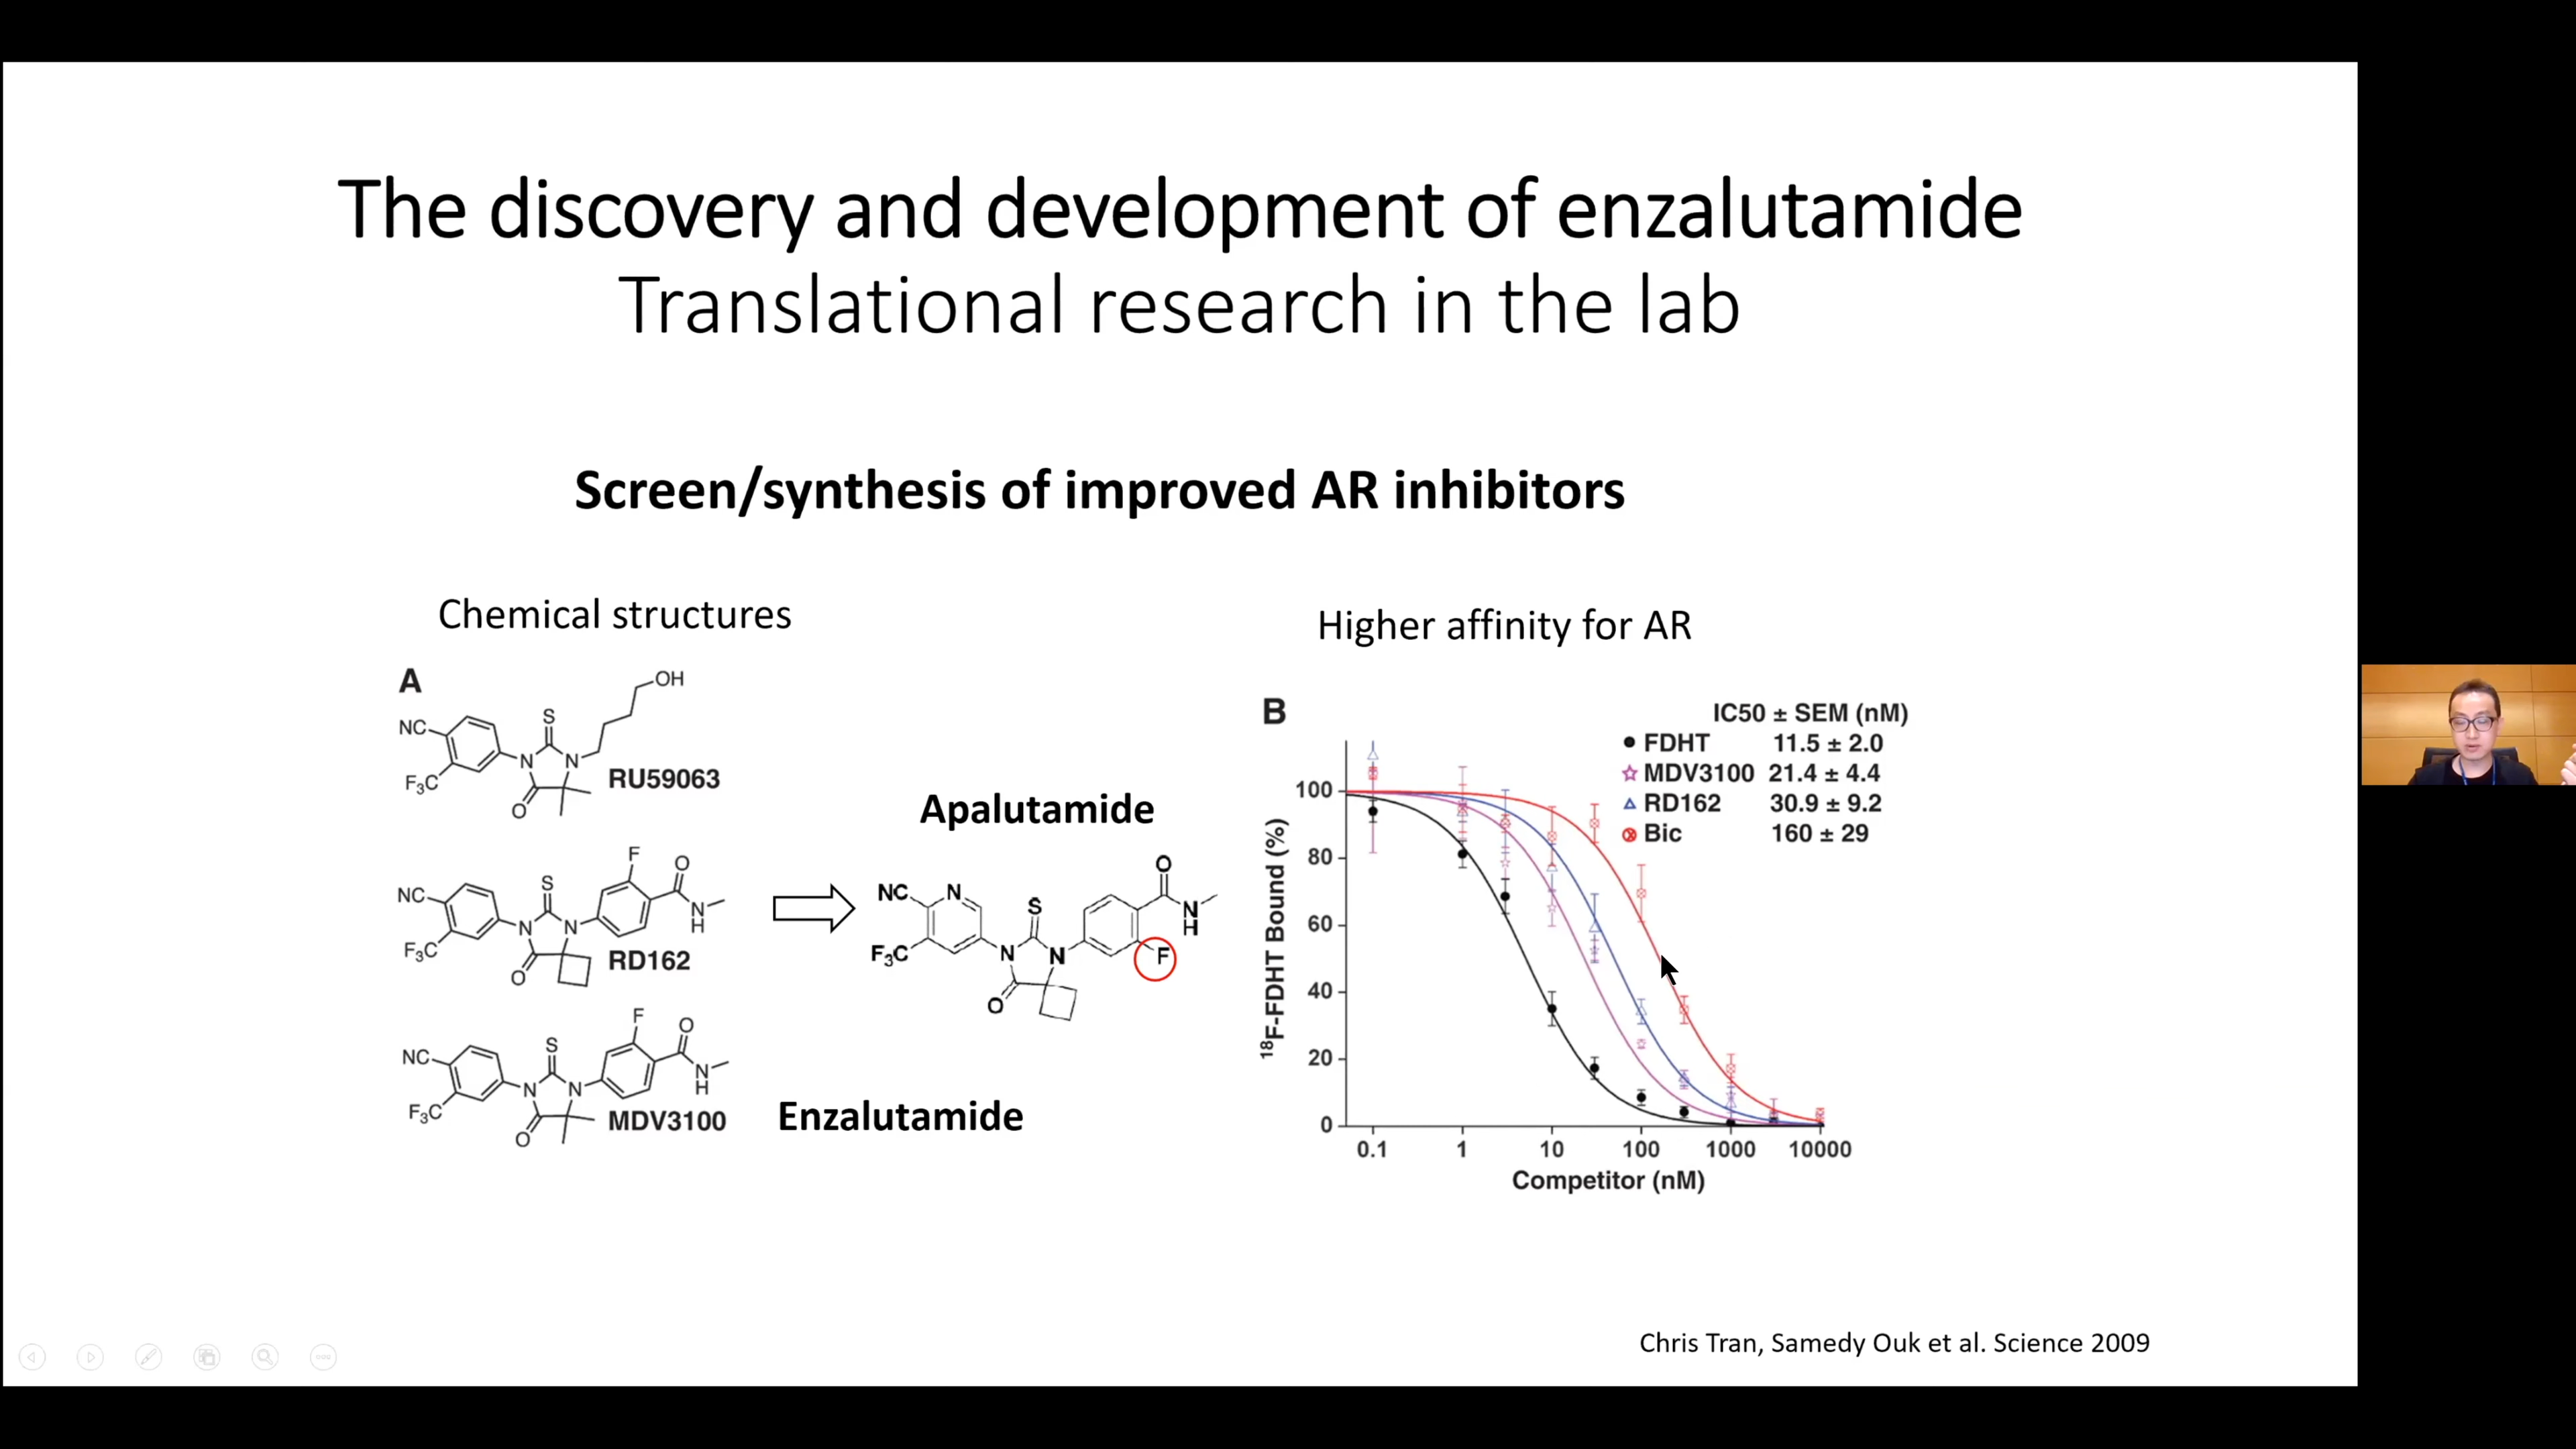 The discovery and development of enzalutamide
Translational research in the lab
Screen/synthesis of improved AR inhibitors
Chemical structures
A
OH
NC
S
N
N
F₃C
O
RU59063
F
O
NC
S
N
N
N
H
F₃C
O
RD162
F
O
NC
S
N
N
N
H
F₃C
O
MDV3100
Enzalutamide
Apalutamide
O
NC
N
S
N
H
F₃C
N
N
F
O
Higher affinity for AR
B
IC50 ± SEM (nM)
FDHT 11.5 ± 2.0
MDV3100 21.4 ± 4.4
RD162 30.9 ± 9.2
Bic 160 ± 29
¹⁸F-FDHT Bound (%)
100
80
60
40
20
0
0.1 1 10 100 1000 10000
Competitor (nM)
Chris Tran, Samedy Ouk et al. Science 2009